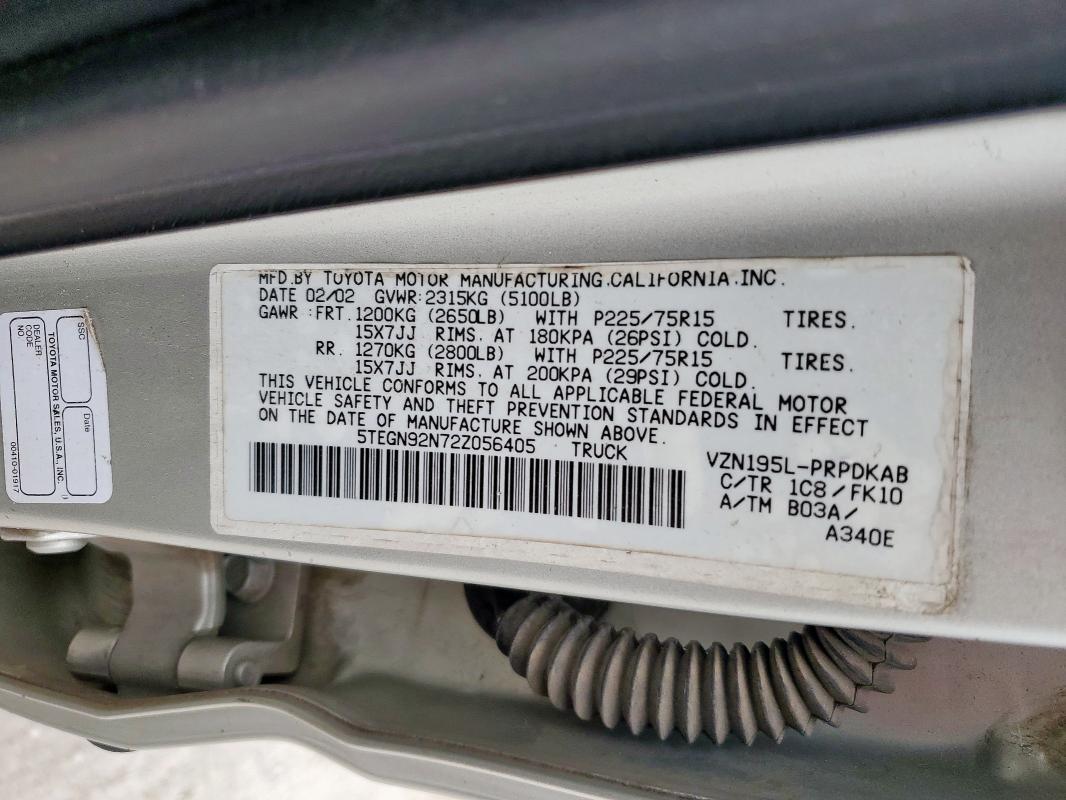 MFD.BY TOYOTA MOTOR MANUFACTURING.CALIFORNIA.INC.
DATE 02/02 GVWR:2315KG (5100LB)
GAWR:FRT.1200KG (2650LB) WITH P225/75R15 TIRES.
15X7JJ RIMS. AT 180KPA (26PSI) COLD.
RR. 1270KG (2800LB) WITH P225/75R15 TIRES.
15X7JJ RIMS. AT 200KPA (29PSI) COLD.
THIS VEHICLE CONFORMS TO ALL APPLICABLE FEDERAL MOTOR
VEHICLE SAFETY AND THEFT PREVENTION STANDARDS IN EFFECT
ON THE DATE OF MANUFACTURE SHOWN ABOVE.
5TEGN92N72Z056405 TRUCK
VZN195L-PRPDKAB
C/TR 1C8/FK10
A/TM B03A/
A340E
SSC
Date
DEALER
CODE
NO
TOYOTA MOTOR SALES, U.S.A., INC.
00410-01917